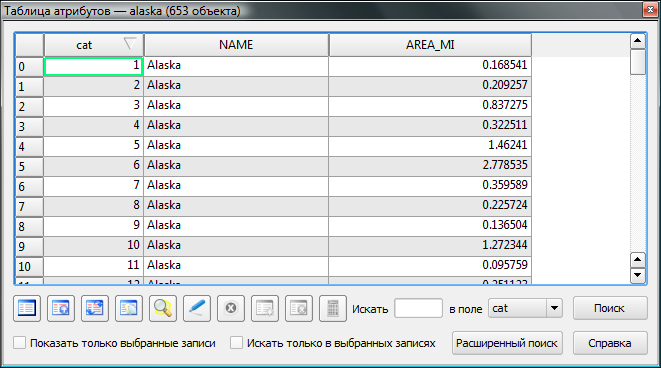 Таблица атрибутов — alaska (653 объекта)
cat NAME AREA_MI
0 1 Alaska 0.168541
1 2 Alaska 0.209257
2 3 Alaska 0.837275
3 4 Alaska 0.322511
4 5 Alaska 1.46241
5 6 Alaska 2.778535
6 7 Alaska 0.359589
7 8 Alaska 0.225724
8 9 Alaska 0.136504
9 10 Alaska 1.272344
10 11 Alaska 0.095759
Искать в поле cat Поиск
Показать только выбранные записи Искать только в выбранных записях Расширенный поиск Справка